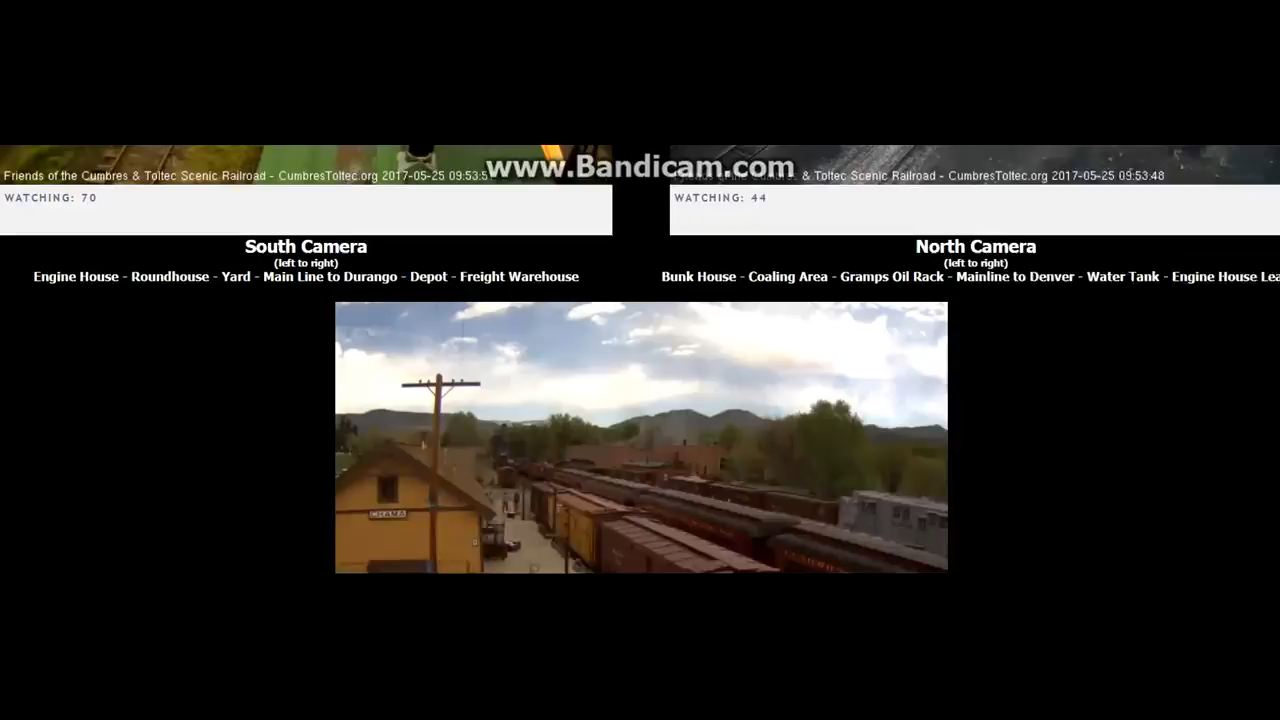 www.Bandicam.com
Friends of the Cumbres & Toltec Scenic Railroad - CumbresToltec.org 2017-05-25 09:53:5
& Toltec Scenic Railroad - CumbresToltec.org 2017-05-25 09:53:48
WATCHING: 70
WATCHING: 44
South Camera
(left to right)
Engine House - Roundhouse - Yard - Main Line to Durango - Depot - Freight Warehouse
North Camera
(left to right)
Bunk House - Coaling Area - Gramps Oil Rack - Mainline to Denver - Water Tank - Engine House Lea
CHAMA